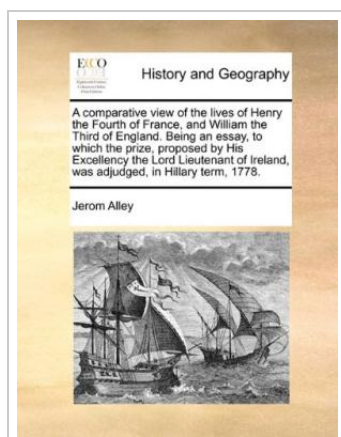 ECCO
History and Geography
A comparative view of the lives of Henry
the Fourth of France, and William the
Third of England. Being an essay, to
which the prize, proposed by His
Excellency the Lord Lieutenant of Ireland,
was adjudged, in Hillary term, 1778.
Jerom Alley